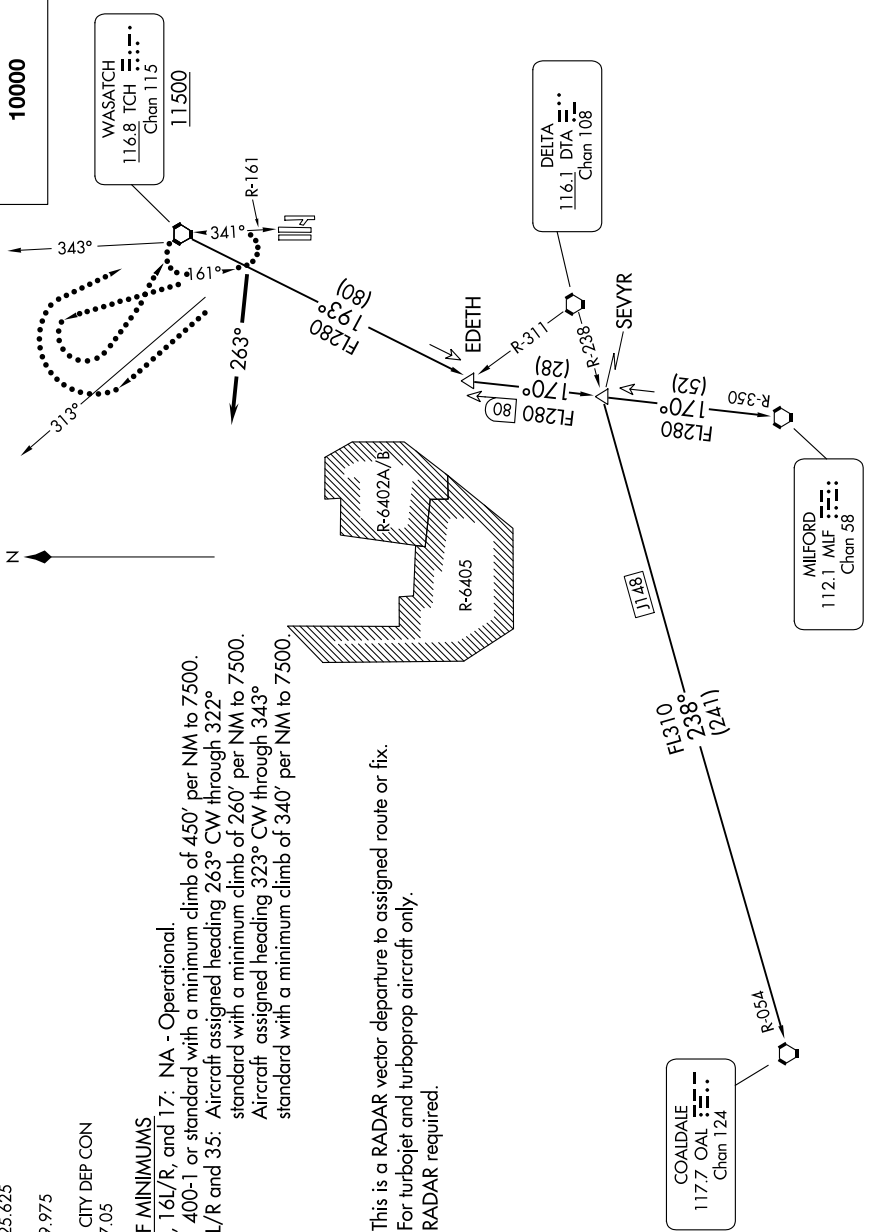 25.625
9.975
CITY DEP CON
7.05
F MINIMUMS
, 16L/R, and 17: NA - Operational.
400-1 or standard with a minimum climb of 450' per NM to 7500.
L/R and 35: Aircraft assigned heading 263° CW through 322°
standard with a minimum climb of 260' per NM to 7500.
Aircraft assigned heading 323° CW through 343°
standard with a minimum climb of 340' per NM to 7500.
This is a RADAR vector departure to assigned route or fix.
For turbojet and turboprop aircraft only.
RADAR required.
10000
WASATCH
116.8 TCH
Chan 115
11500
343°
341°
R-161
161°
313°
263°
FL280
193°
(80)
N
EDETH
DELTA
116.1 DTA
Chan 108
R-311
R-238
SEVYR
80
FL280
170°
(28)
FL280
170°
(52)
R-350
R-6402A/B
R-6405
MILFORD
112.1 MLF
Chan 58
J148
FL310
238°
(241)
R-054
COALDALE
117.7 OAL
Chan 124